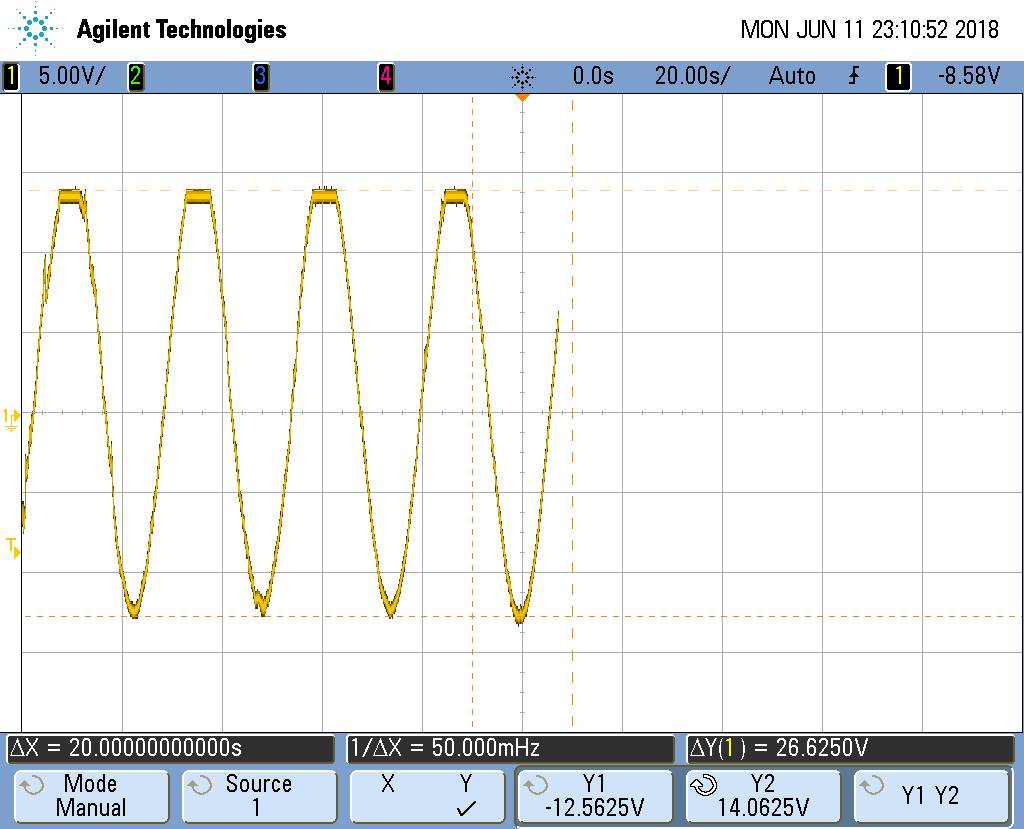 Agilent Technologies
MON JUN 11 23:10:52 2018
1 5.00V/ 2 3 4 0.0s 20.00s/ Auto 1 -8.58V
1
T
ΔX = 20.00000000000s 1/ΔX = 50.000mHz ΔY(1) = 26.6250V
Mode Source X Y Y1 Y2 Y1 Y2
Manual 1 -12.5625V 14.0625V